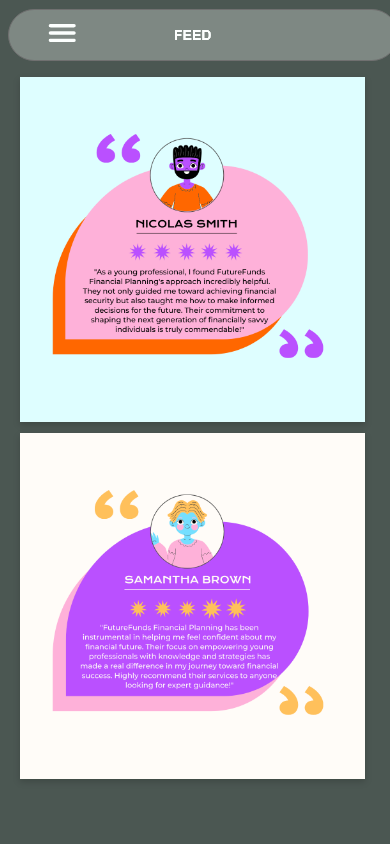 FEED
NICOLAS SMITH
"As a young professional, I found FutureFunds
Financial Planning's approach incredibly helpful.
They not only guided me toward achieving financial
security but also taught me how to make informed
decisions for the future. Their commitment to
shaping the next generation of financially savvy
individuals is truly commendable!"
SAMANTHA BROWN
"FutureFunds Financial Planning has been
instrumental in helping me feel confident about my
financial future. Their focus on empowering young
professionals with knowledge and strategies has
made a real difference in my journey toward financial
success. Highly recommend their services to anyone
looking for expert guidance!"